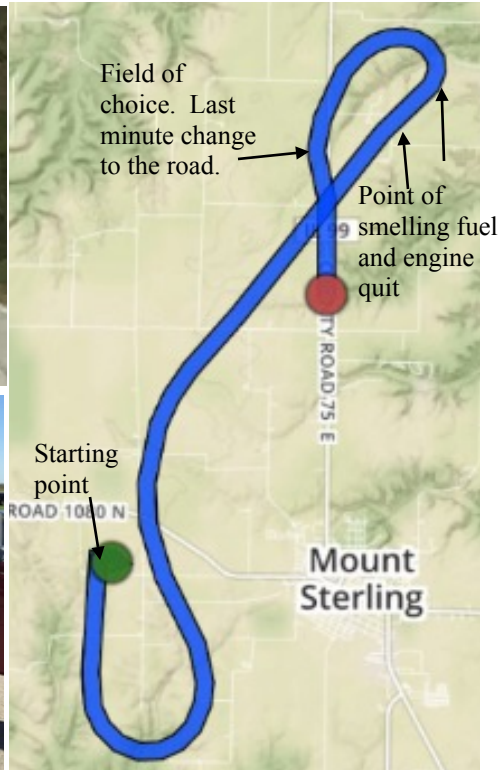 Field of
choice. Last
minute change
to the road.
Point of
smelling fuel
and engine
quit
99
TY ROAD 75 E
Starting
point
ROAD 1080 N
Mount
Sterling